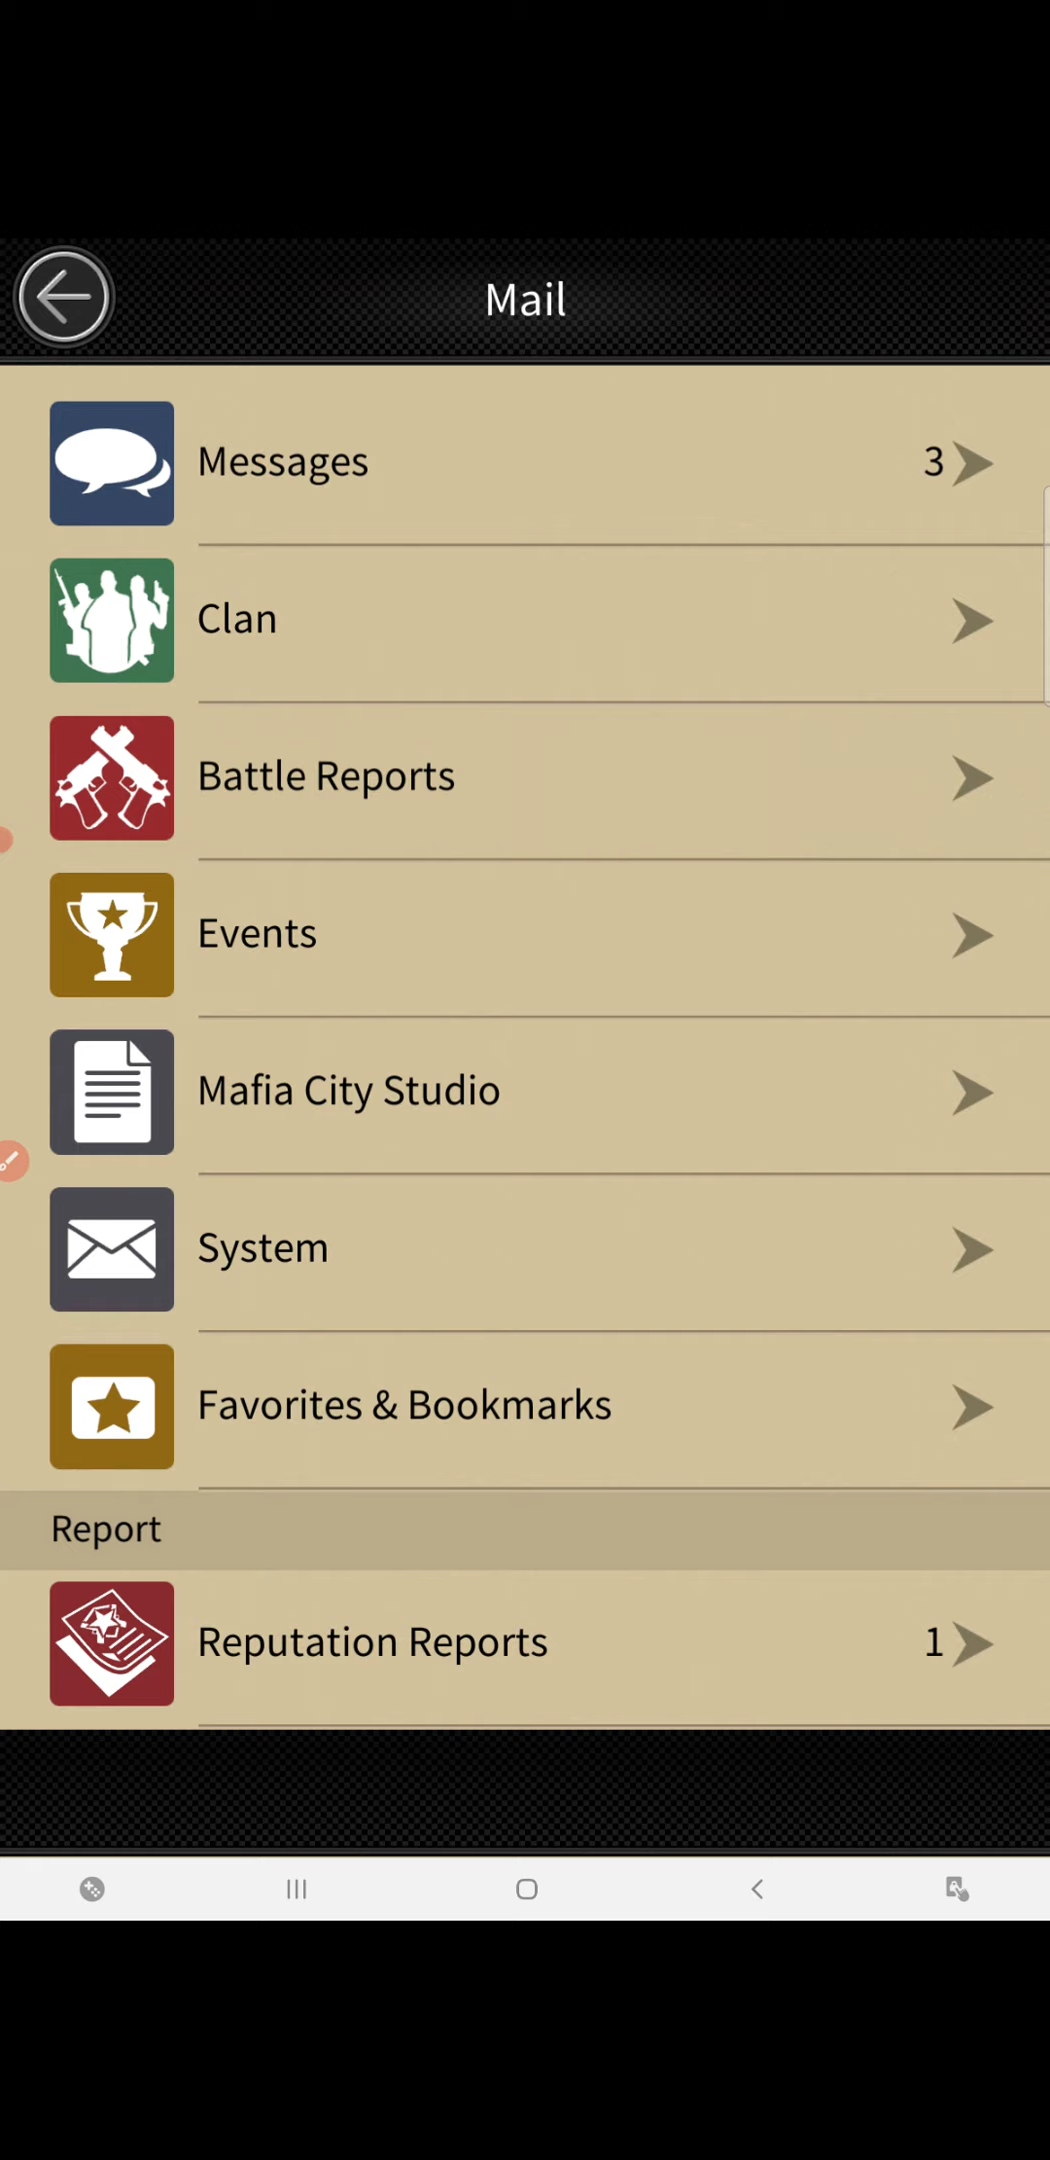 Mail
Messages 3
Clan
Battle Reports
Events
Mafia City Studio
System
Favorites & Bookmarks
Report
Reputation Reports 1